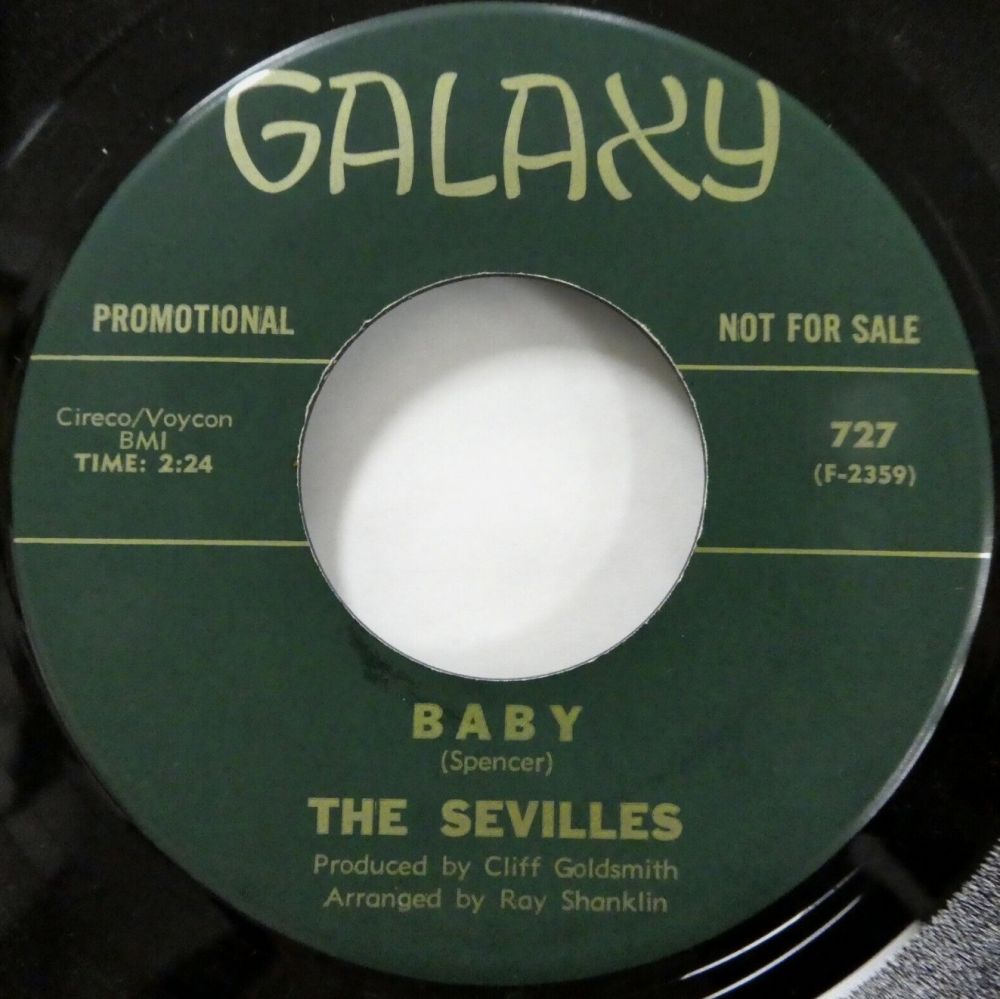 GALAXY
PROMOTIONAL
NOT FOR SALE
Cireco/Voycon
BMI
TIME: 2:24
727
(F-2359)
BABY
(Spencer)
THE SEVILLES
Produced by Cliff Goldsmith
Arranged by Ray Shanklin